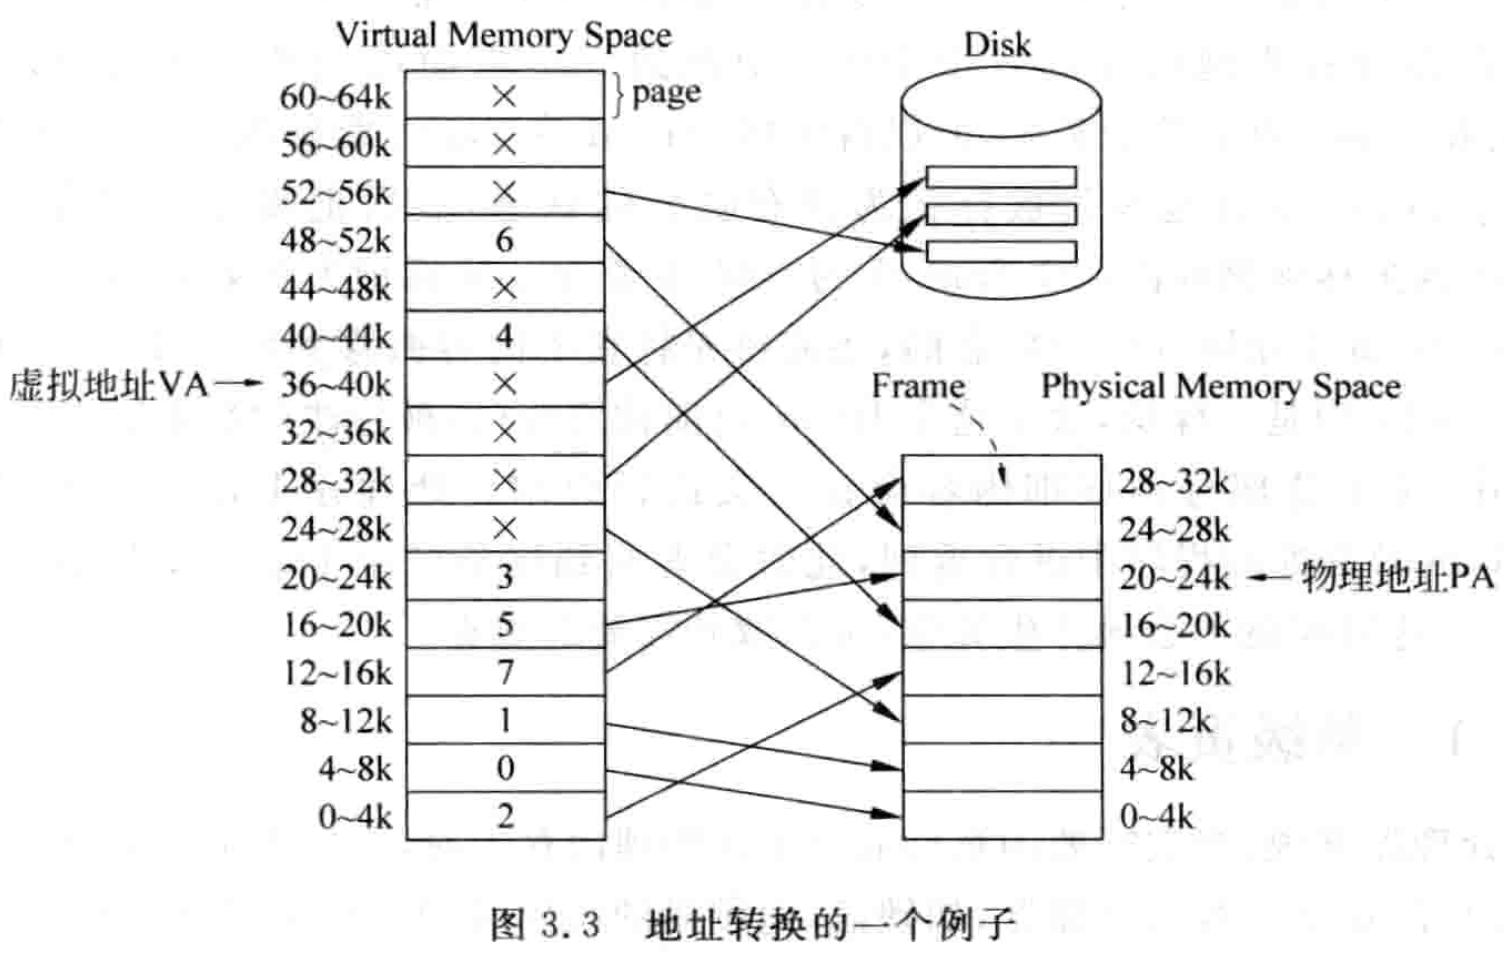 Virtual Memory Space
Disk
60~64k × page
56~60k ×
52~56k ×
48~52k 6
44~48k ×
40~44k 4
虚拟地址VA 36~40k × Frame Physical Memory Space
32~36k ×
28~32k × 28~32k
24~28k × 24~28k
20~24k 3 20~24k 物理地址PA
16~20k 5 16~20k
12~16k 7 12~16k
8~12k 1 8~12k
4~8k 0 4~8k
0~4k 2 0~4k
图 3.3 地址转换的一个例子